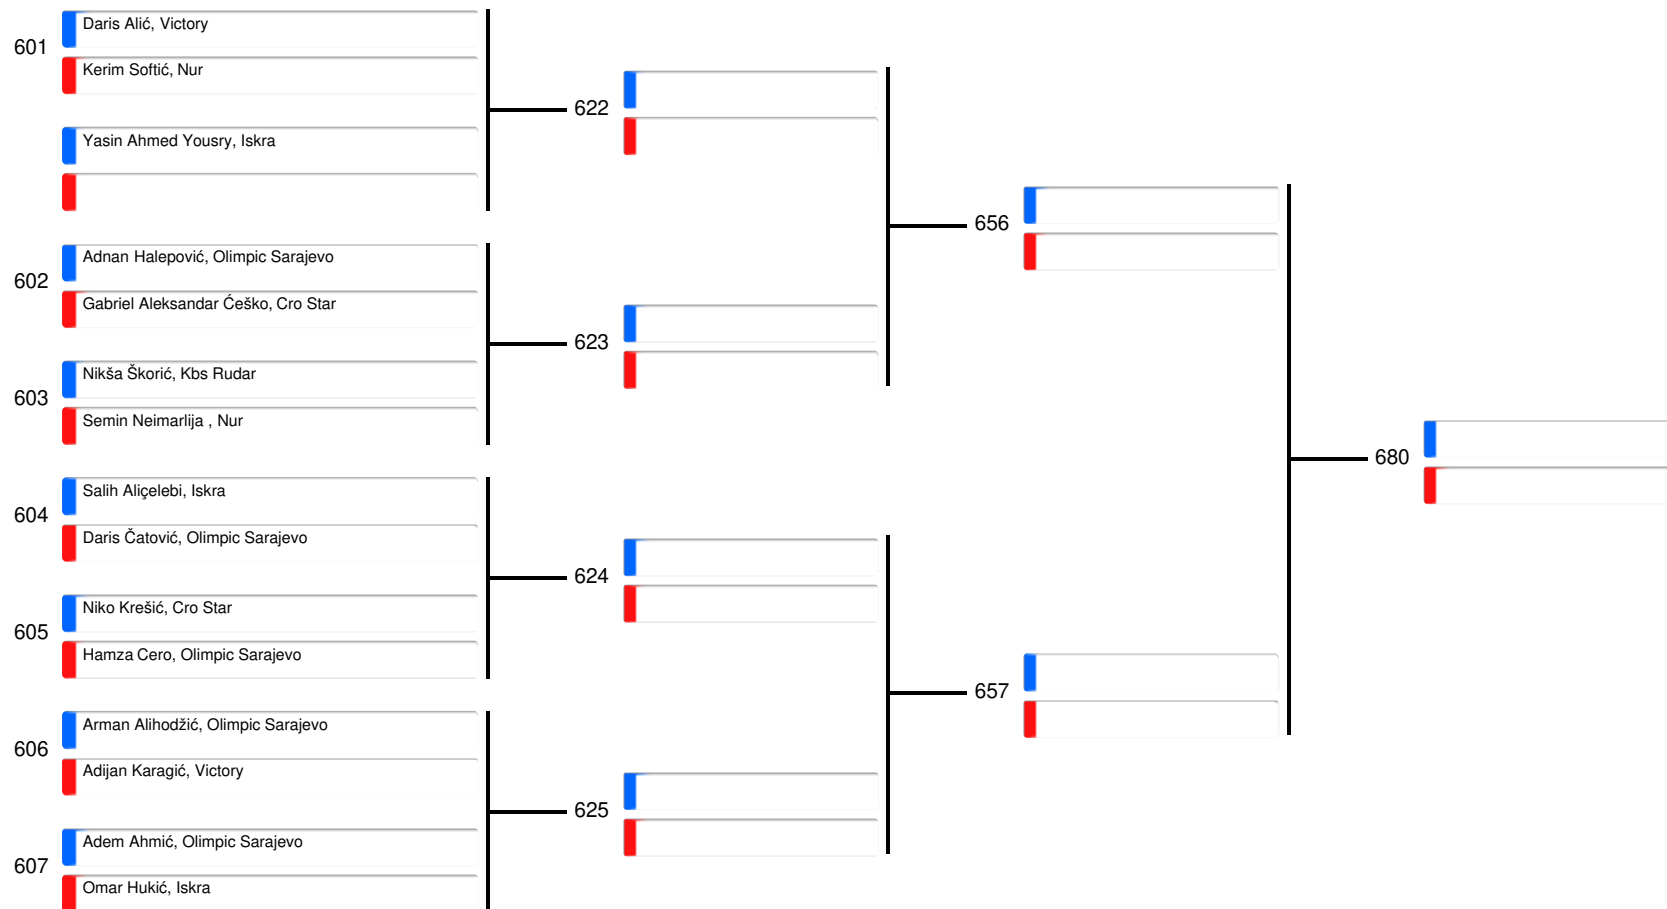 601
Daris Alić, Victory
Kerim Softić, Nur
Yasin Ahmed Yousry, Iskra
602
Adnan Halepović, Olimpic Sarajevo
Gabriel Aleksandar Ćeško, Cro Star
603
Nikša Škorić, Kbs Rudar
Semin Neimarlija , Nur
604
Salih Aliçelebi, Iskra
Daris Čatović, Olimpic Sarajevo
605
Niko Krešić, Cro Star
Hamza Cero, Olimpic Sarajevo
606
Arman Alihodžić, Olimpic Sarajevo
Adijan Karagić, Victory
607
Adem Ahmić, Olimpic Sarajevo
Omar Hukić, Iskra
622
623
624
625
656
657
680